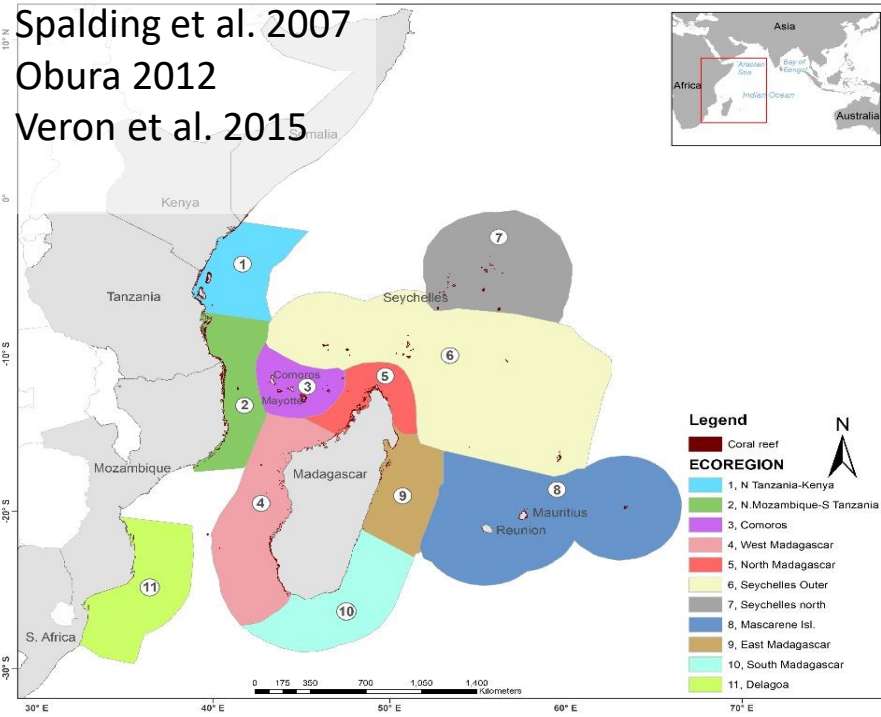 Spalding et al. 2007
Obura 2012
Veron et al. 2015
Asia
Arabian
Sea
Bay of
Bengal
Africa
Indian Ocean
Australia
Somalia
Kenya
Tanzania
Seychelles
Comoros
Mayotte
Mozambique
Madagascar
Mauritius
Reunion
S. Africa
1
2
3
4
5
6
7
8
9
10
11
Legend
N
Coral reef
ECOREGION
1, N Tanzania-Kenya
2, N.Mozambique-S Tanzania
3, Comoros
4, West Madagascar
5, North Madagascar
6, Seychelles Outer
7, Seychelles north
8, Mascarene Isl.
9, East Madagascar
10, South Madagascar
11, Delagoa
10°N
0°
-10°S
-20°S
-30°S
0 175 350 700 1,050 1,400
Kilometers
30° E 40° E 50° E 60° E 70° E